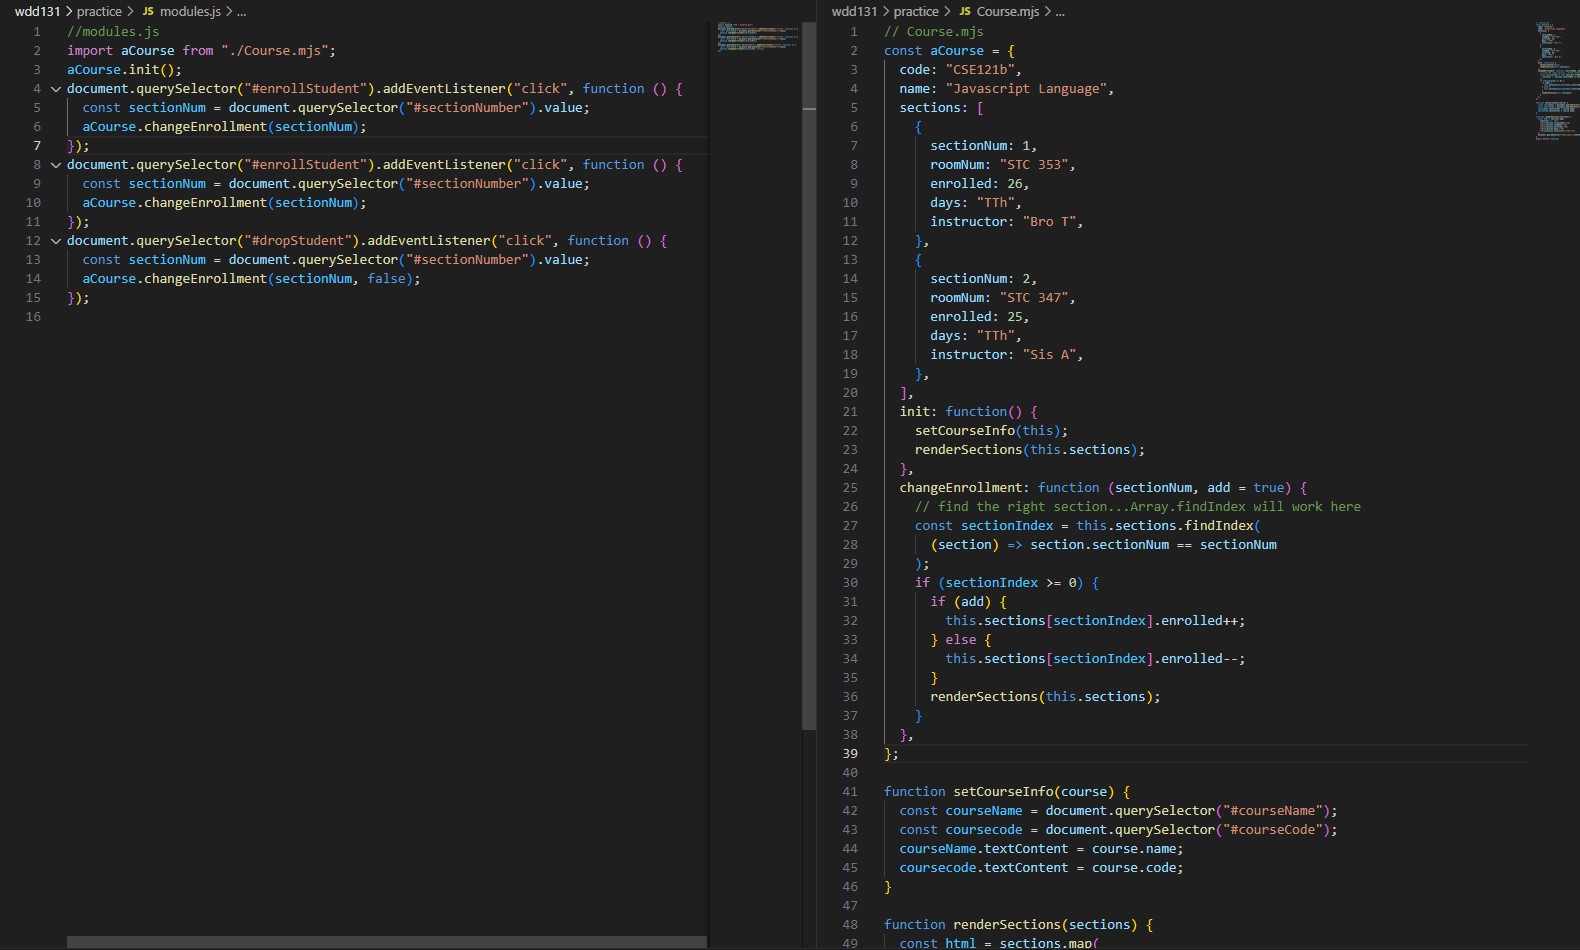 wdd131 > practice > JS modules.js > ...
1 //modules.js
2 import aCourse from "./Course.mjs";
3 aCourse.init();
4 document.querySelector("#enrollStudent").addEventListener("click", function () {
5   const sectionNum = document.querySelector("#sectionNumber").value;
6   aCourse.changeEnrollment(sectionNum);
7 });
8 document.querySelector("#enrollStudent").addEventListener("click", function () {
9   const sectionNum = document.querySelector("#sectionNumber").value;
10   aCourse.changeEnrollment(sectionNum);
11 });
12 document.querySelector("#dropStudent").addEventListener("click", function () {
13   const sectionNum = document.querySelector("#sectionNumber").value;
14   aCourse.changeEnrollment(sectionNum, false);
15 });
16
wdd131 > practice > JS Course.mjs > ...
1 // Course.mjs
2 const aCourse = {
3   code: "CSE121b",
4   name: "Javascript Language",
5   sections: [
6     {
7       sectionNum: 1,
8       roomNum: "STC 353",
9       enrolled: 26,
10       days: "TTh",
11       instructor: "Bro T",
12     },
13     {
14       sectionNum: 2,
15       roomNum: "STC 347",
16       enrolled: 25,
17       days: "TTh",
18       instructor: "Sis A",
19     },
20   ],
21   init: function() {
22     setCourseInfo(this);
23     renderSections(this.sections);
24   },
25   changeEnrollment: function (sectionNum, add = true) {
26     // find the right section...Array.findIndex will work here
27     const sectionIndex = this.sections.findIndex(
28       (section) => section.sectionNum == sectionNum
29     );
30     if (sectionIndex >= 0) {
31       if (add) {
32         this.sections[sectionIndex].enrolled++;
33       } else {
34         this.sections[sectionIndex].enrolled--;
35       }
36       renderSections(this.sections);
37     }
38   },
39 };
40
41 function setCourseInfo(course) {
42   const courseName = document.querySelector("#courseName");
43   const coursecode = document.querySelector("#courseCode");
44   courseName.textContent = course.name;
45   coursecode.textContent = course.code;
46 }
47
48 function renderSections(sections) {
49   const html = sections.map(